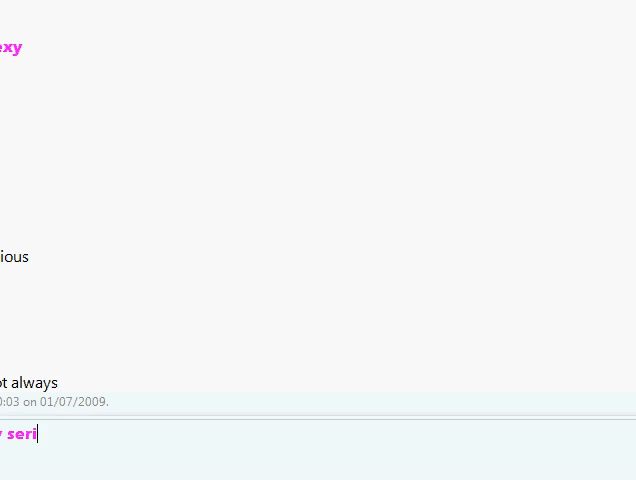 exy
ious
ot always
0:03 on 01/07/2009.
y seri